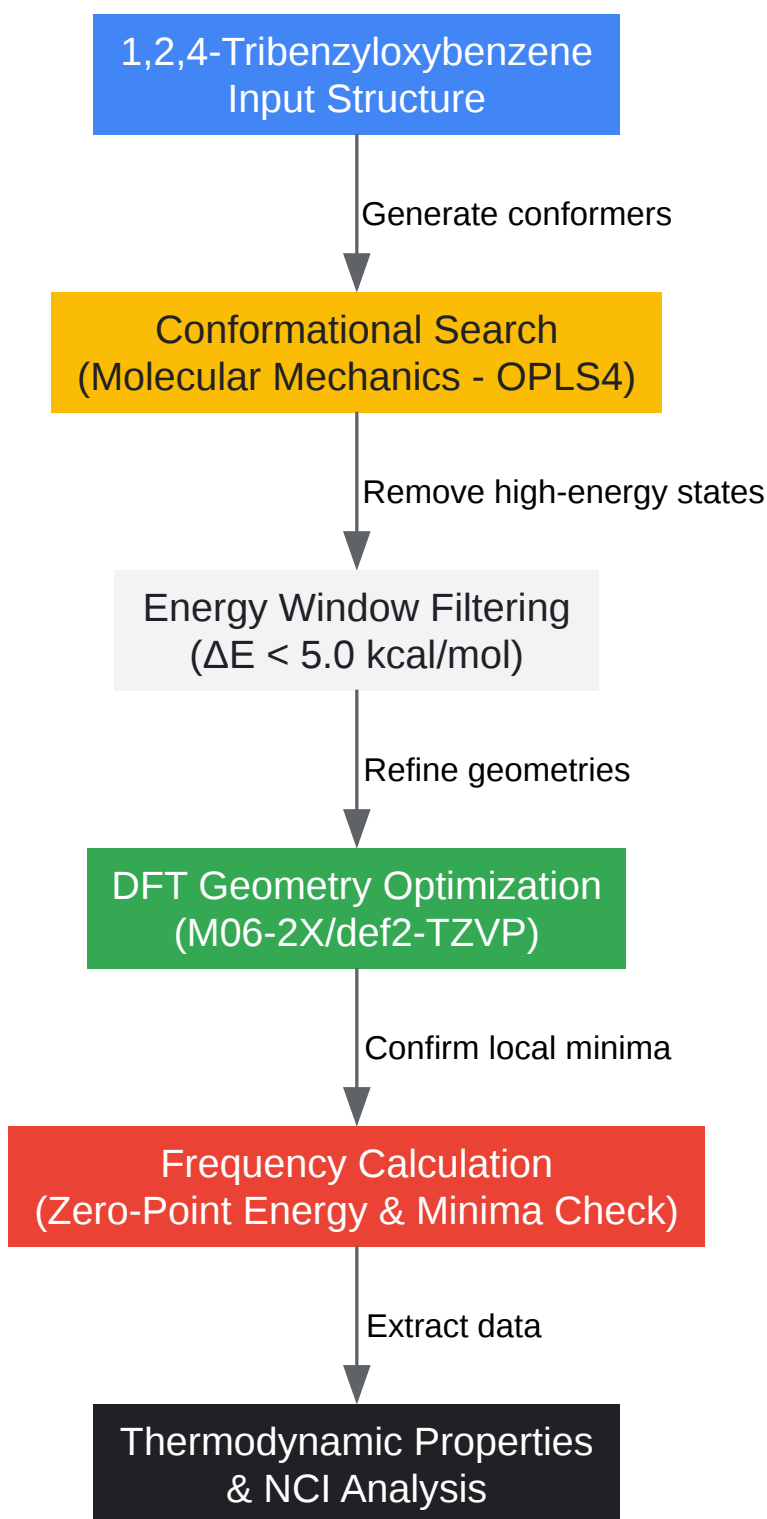 1,2,4-Tribenzyloxybenzene
Input Structure
Generate conformers
Conformational Search
(Molecular Mechanics - OPLS4)
Remove high-energy states
Energy Window Filtering
(ΔE < 5.0 kcal/mol)
Refine geometries
DFT Geometry Optimization
(M06-2X/def2-TZVP)
Confirm local minima
Frequency Calculation
(Zero-Point Energy & Minima Check)
Extract data
Thermodynamic Properties
& NCI Analysis